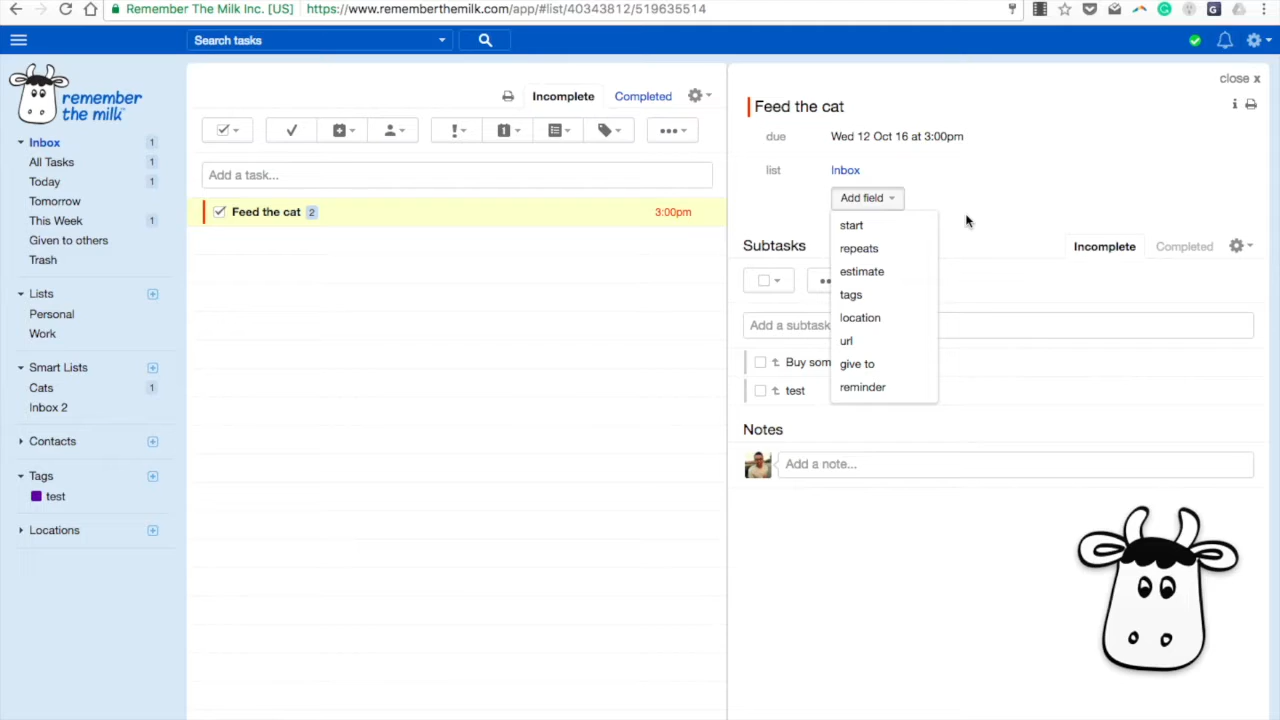 Remember The Milk Inc. [US]
https://www.rememberthemilk.com/app/#list/40343812/519635514
Search tasks
remember
the milk
Inbox 1
All Tasks 1
Today 1
Tomorrow
This Week 1
Given to others
Trash
Lists
Personal
Work
Smart Lists
Cats 1
Inbox 2
Contacts
Tags
test
Locations
Incomplete
Completed
Add a task...
Feed the cat 2
3:00pm
close x
Feed the cat
due Wed 12 Oct 16 at 3:00pm
list Inbox
Add field
start
repeats
estimate
tags
location
url
give to
reminder
Subtasks
Incomplete
Completed
Add a subtask
Buy som
test
Notes
Add a note...